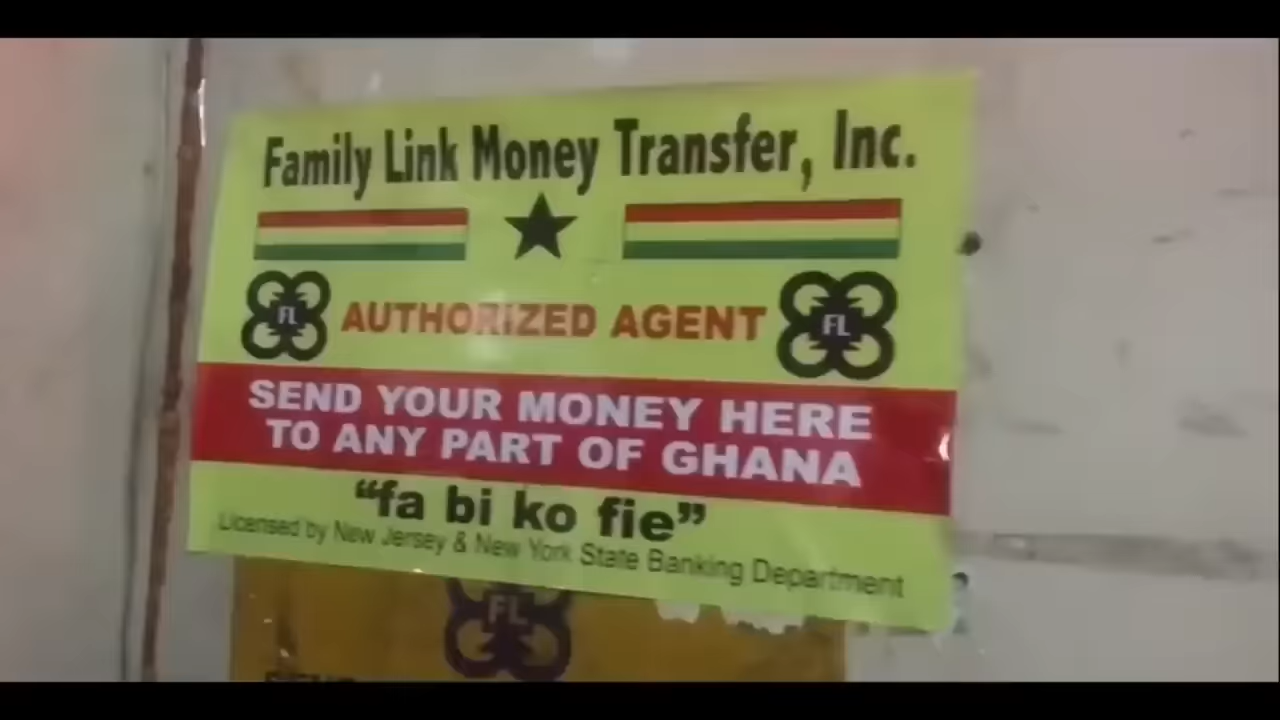 Family Link Money Transfer, Inc.
FL
AUTHORIZED AGENT
FL
SEND YOUR MONEY HERE
TO ANY PART OF GHANA
“fa bi ko fie”
Licensed by New Jersey & New York State Banking Department
FL